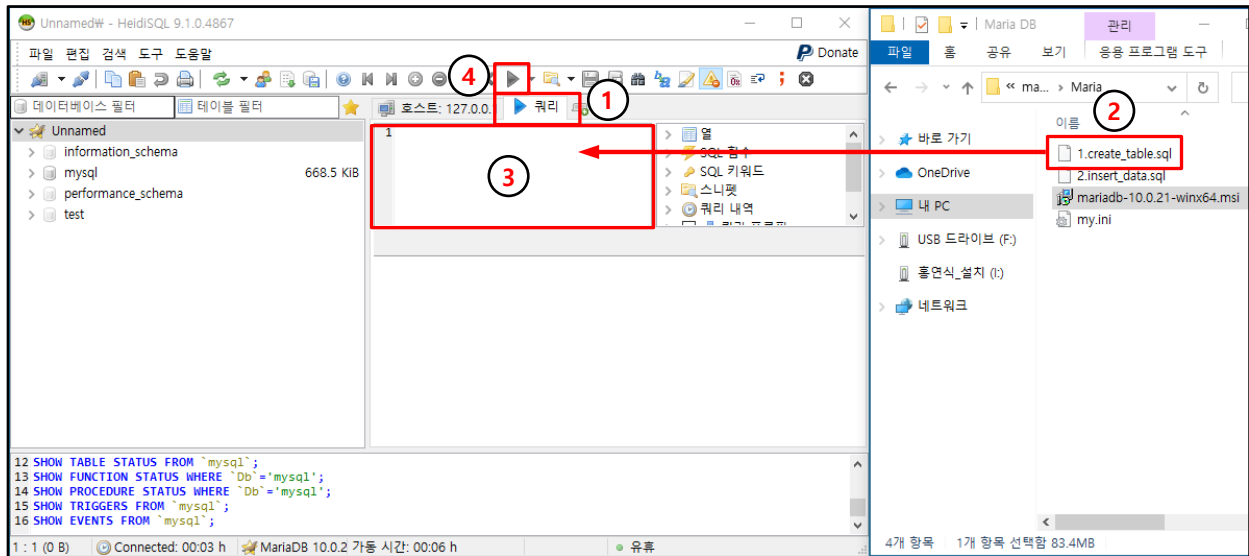 Unnamed₩ - HeidiSQL 9.1.0.4867
파일 편집 검색 도구 도움말
Donate
4
데이터베이스 필터
테이블 필터
호스트: 127.0.0.
쿼리
1
Unnamed
information_schema
mysql 668.5 KiB
performance_schema
test
1
3
열
SQL 함수
SQL 키워드
스니펫
쿼리 내역
12 SHOW TABLE STATUS FROM `mysql`;
13 SHOW FUNCTION STATUS WHERE `Db`='mysql';
14 SHOW PROCEDURE STATUS WHERE `Db`='mysql';
15 SHOW TRIGGERS FROM `mysql`;
16 SHOW EVENTS FROM `mysql`;
1 : 1 (0 B) Connected: 00:03 h MariaDB 10.0.2 가동 시간: 00:06 h 유휴
Maria DB
관리
파일 홈 공유 보기 응용 프로그램 도구
« ma... › Maria
이름
2
바로 가기
OneDrive
내 PC
USB 드라이브 (F:)
홍연식_설치 (I:)
네트워크
1.create_table.sql
2.insert_data.sql
mariadb-10.0.21-winx64.msi
my.ini
4개 항목 1개 항목 선택함 83.4MB